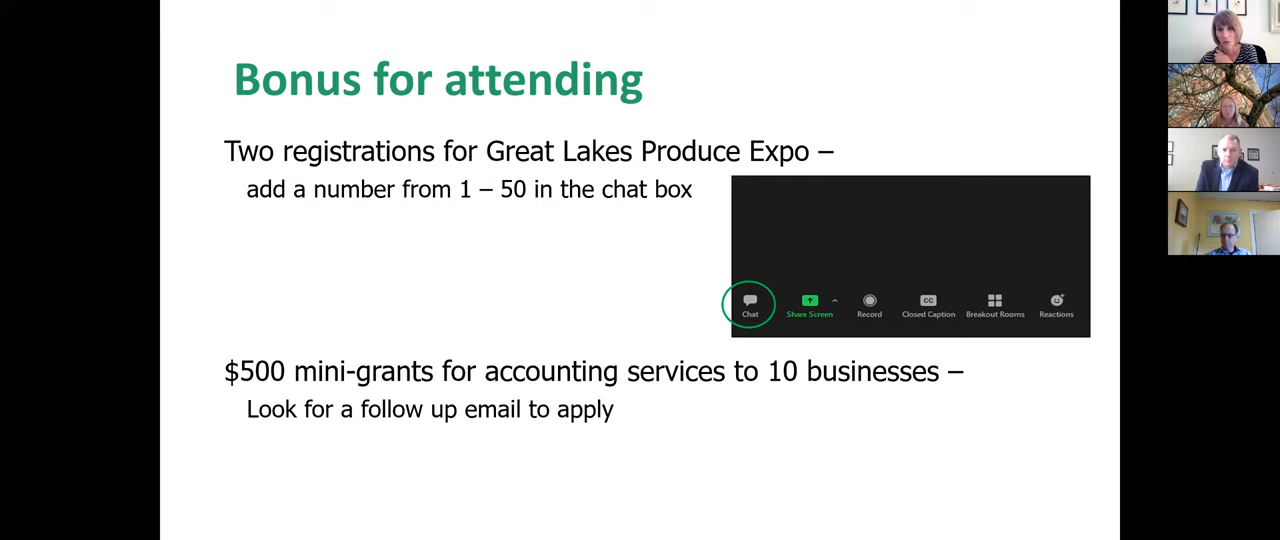 Bonus for attending
Two registrations for Great Lakes Produce Expo –
add a number from 1 – 50 in the chat box
Chat
Share Screen
Record
CC
Closed Caption
Breakout Rooms
Reactions
$500 mini-grants for accounting services to 10 businesses –
Look for a follow up email to apply